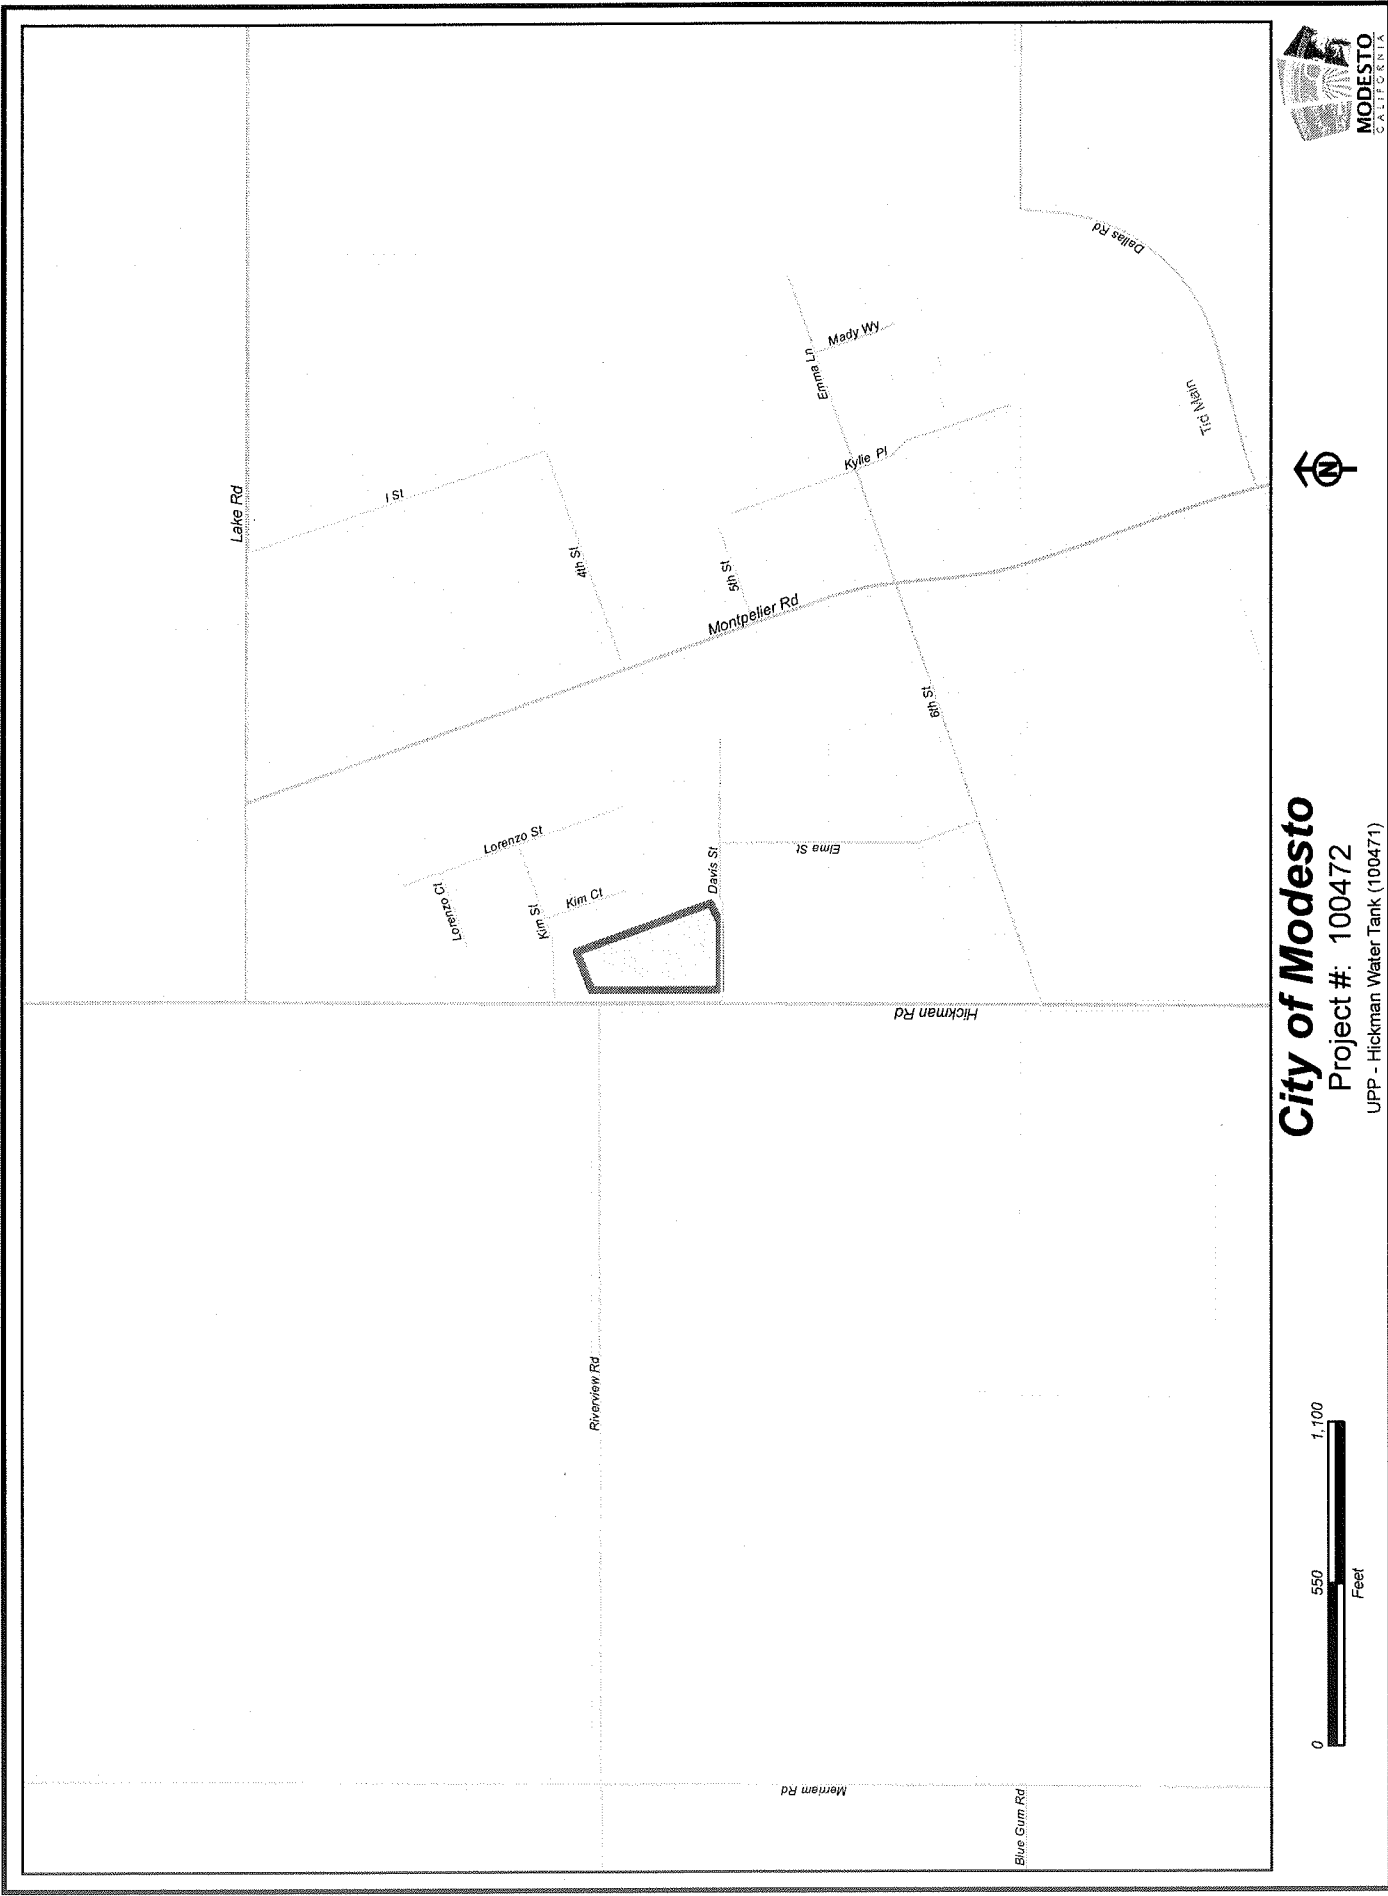 Lake Rd
I St
4th St
5th St
Montpelier Rd
Kylie Pl
Emma Ln
Mady Wy
Dallas Rd
Tid Main
6th St
Lorenzo St
Lorenzo Ct
Kim St
Kim Ct
Davis St
Elma St
Hickman Rd
Riverview Rd
Merriam Rd
Blue Gum Rd
City of Modesto
Project #: 100472
UPP - Hickman Water Tank (100471)
0 550 1,100
Feet
N
MODESTO
CALIFORNIA